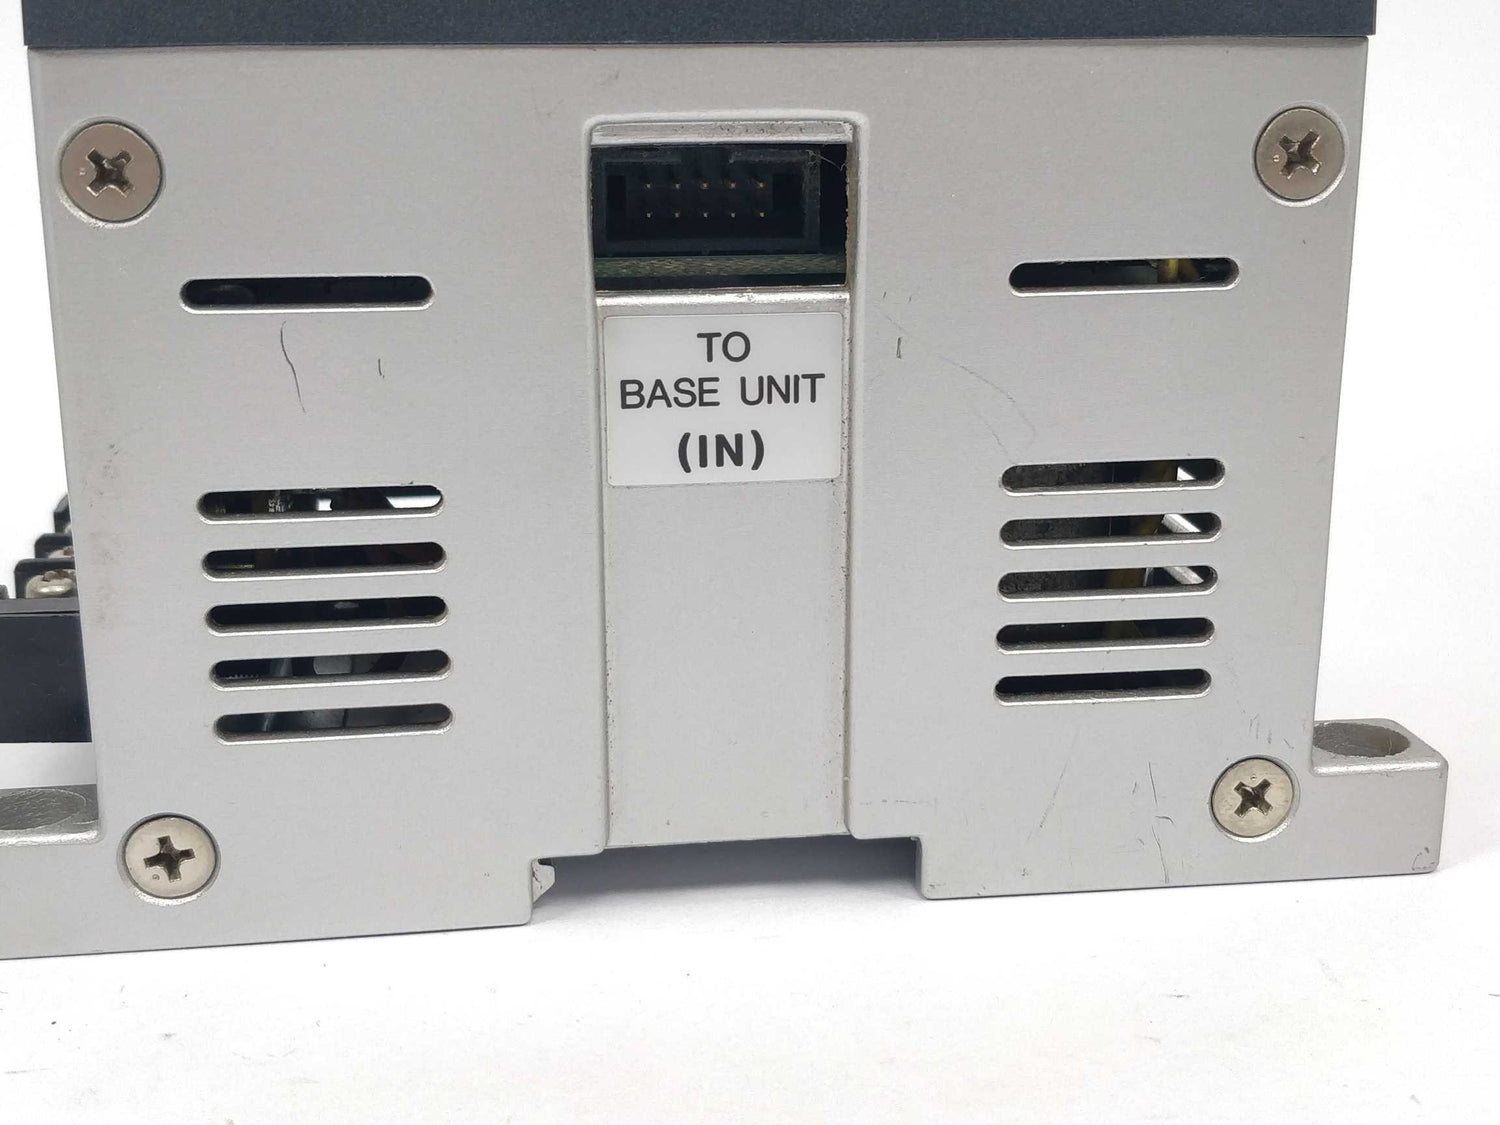 TO
BASE UNIT
(IN)